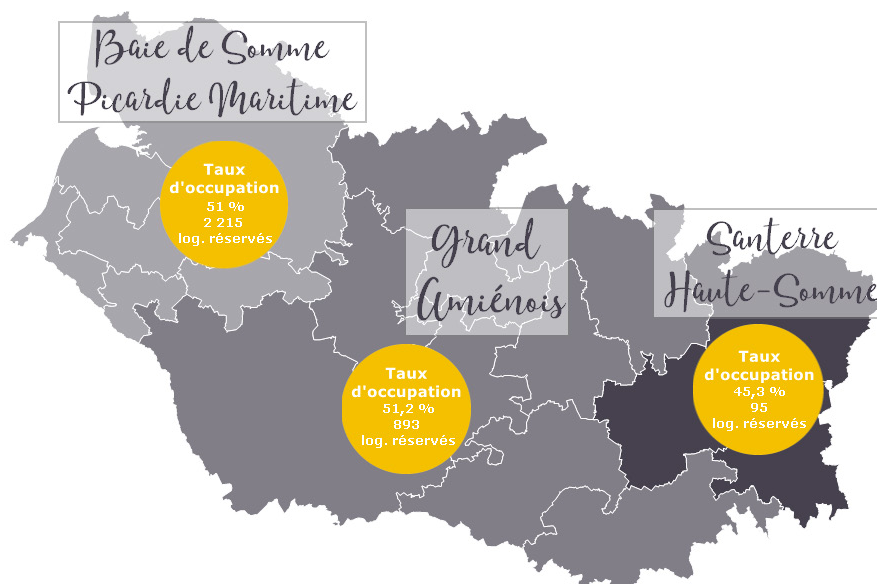 Baie de Somme
Picardie Maritime
Taux
d'occupation
51 %
2 215
log. réservés
Grand
Amiénois
Taux
d'occupation
51,2 %
893
log. réservés
Santerre
Haute-Somme
Taux
d'occupation
45,3 %
95
log. réservés